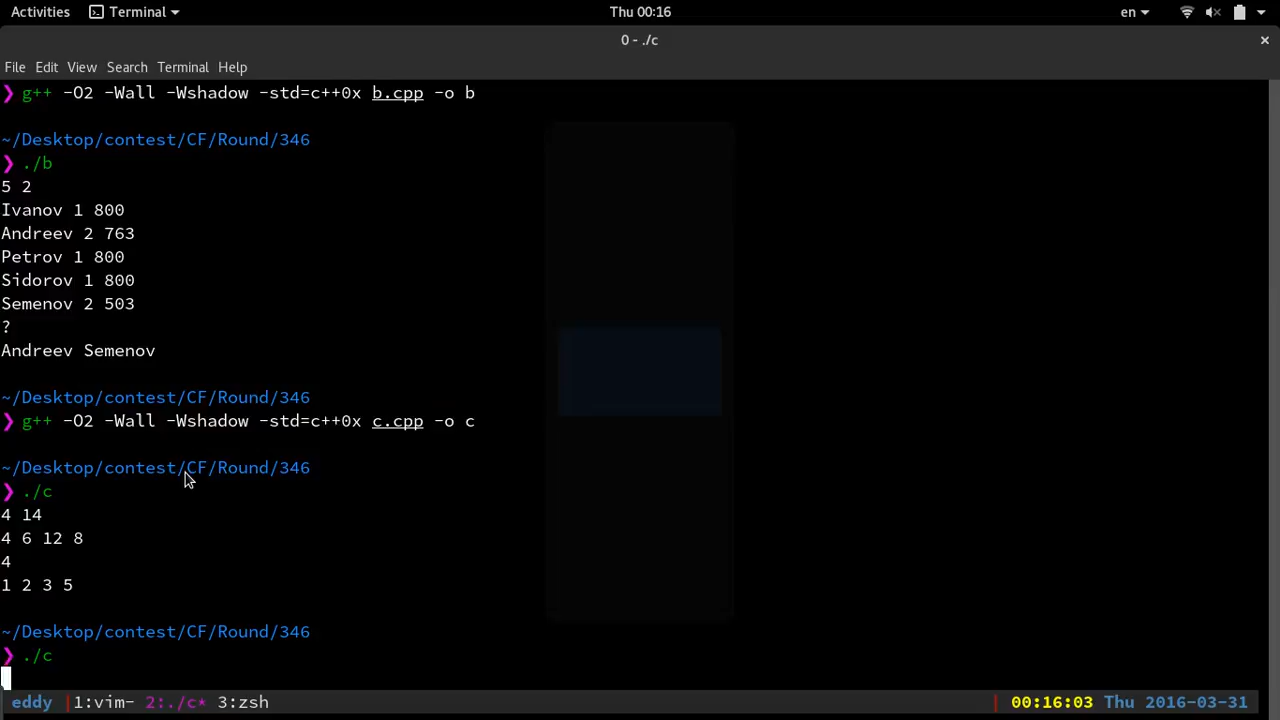 Activities Terminal Thu 00:16 en
0 - ./c
File Edit View Search Terminal Help
❯ g++ -O2 -Wall -Wshadow -std=c++0x b.cpp -o b
~/Desktop/contest/CF/Round/346
❯ ./b
5 2
Ivanov 1 800
Andreev 2 763
Petrov 1 800
Sidorov 1 800
Semenov 2 503
?
Andreev Semenov
~/Desktop/contest/CF/Round/346
❯ g++ -O2 -Wall -Wshadow -std=c++0x c.cpp -o c
~/Desktop/contest/CF/Round/346
❯ ./c
4 14
4 6 12 8
4
1 2 3 5
~/Desktop/contest/CF/Round/346
❯ ./c
eddy |1:vim- 2:./c* 3:zsh | 00:16:03 Thu 2016-03-31